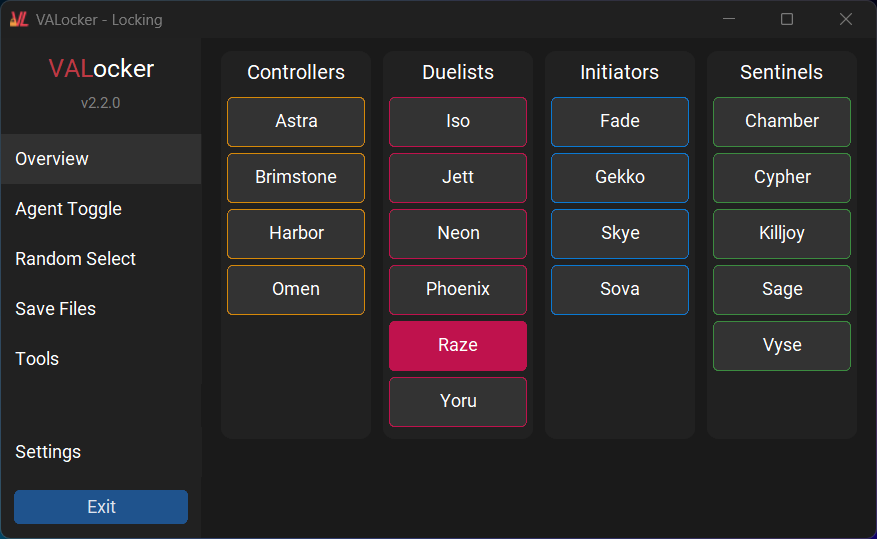 VALocker - Locking
VALocker
v2.2.0
Overview
Agent Toggle
Random Select
Save Files
Tools
Settings
Exit
Controllers
Astra
Brimstone
Harbor
Omen
Duelists
Iso
Jett
Neon
Phoenix
Raze
Yoru
Initiators
Fade
Gekko
Skye
Sova
Sentinels
Chamber
Cypher
Killjoy
Sage
Vyse